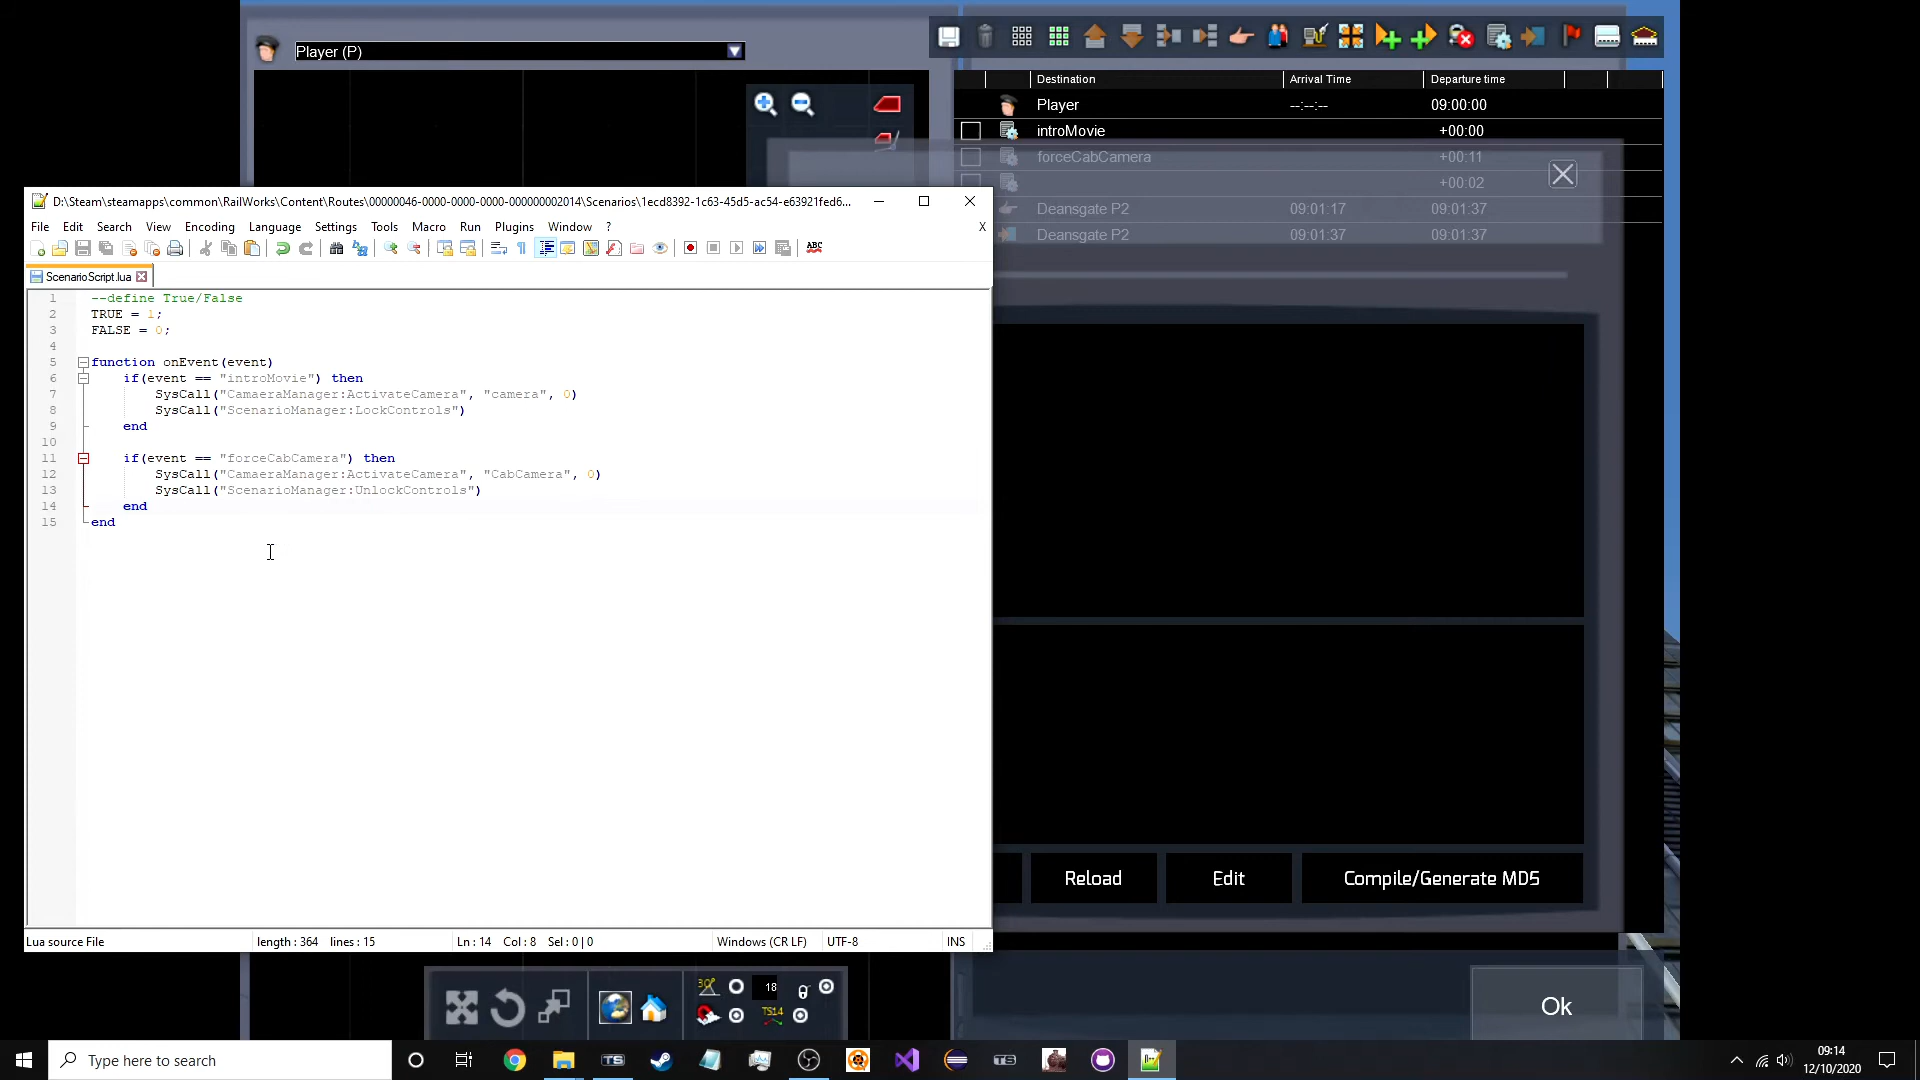 Player (P)
Destination Arrival Time Departure time
Player --:--:-- 09:00:00
introMovie +00:00
forceCabCamera +00:11
+00:02
Deansgate P2 09:01:17 09:01:37
Deansgate P2 09:01:37 09:01:37
D:\Steam\steamapps\common\RailWorks\Content\Routes\00000046-0000-0000-0000-000000002014\Scenarios\1ecd8392-1c63-45d5-ac54-e63921fed6...
File Edit Search View Encoding Language Settings Tools Macro Run Plugins Window ? X
ABC
ScenarioScript.lua
1 --define True/False
2 TRUE = 1;
3 FALSE = 0;
4
5 function onEvent(event)
6 if(event == "introMovie") then
7 SysCall("CamaeraManager:ActivateCamera", "camera", 0)
8 SysCall("ScenarioManager:LockControls")
9 end
10
11 if(event == "forceCabCamera") then
12 SysCall("CamaeraManager:ActivateCamera", "CabCamera", 0)
13 SysCall("ScenarioManager:UnlockControls")
14 end
15 end
Reload Edit Compile/Generate MD5
Lua source File length : 364 lines : 15 Ln : 14 Col : 8 Sel : 0 | 0 Windows (CR LF) UTF-8 INS
30° 18
TS14
Ok
Type here to search
TS
TS
09:14
12/10/2020